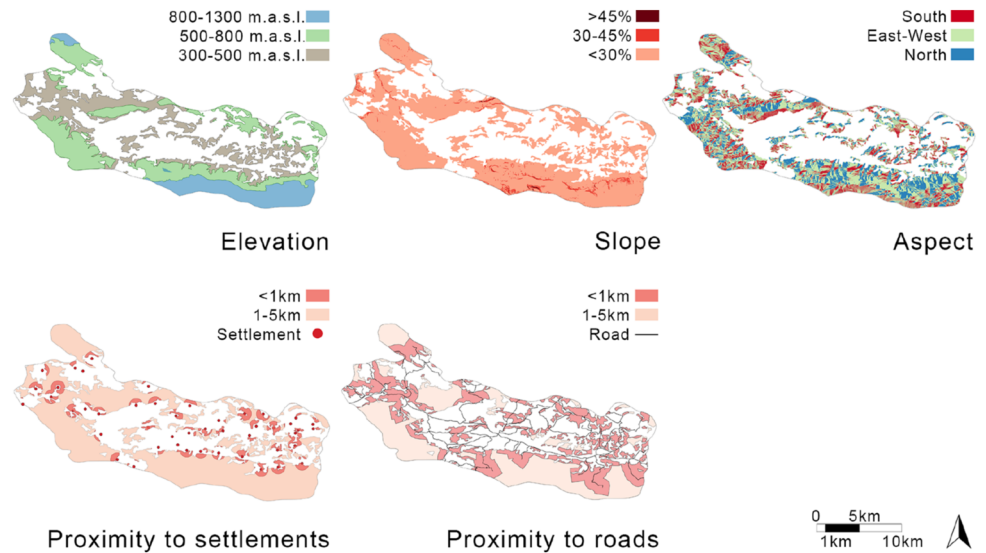 800-1300 m.a.s.l.
500-800 m.a.s.l.
300-500 m.a.s.l.
Elevation
>45%
30-45%
<30%
Slope
South
East-West
North
Aspect
<1km
1-5km
Settlement
Proximity to settlements
<1km
1-5km
Road
Proximity to roads
0 5km
1km 10km